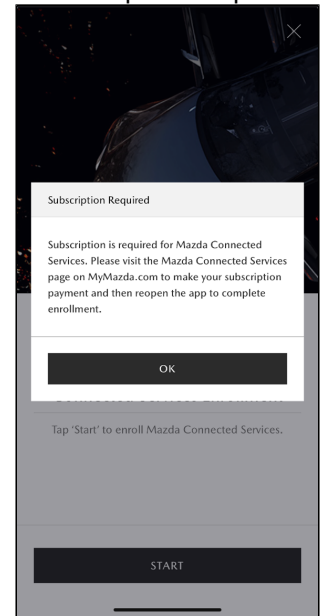 Subscription Required
Subscription is required for Mazda Connected
Services. Please visit the Mazda Connected Services
page on MyMazda.com to make your subscription
payment and then reopen the app to complete
enrollment.
OK
Tap ‘Start’ to enroll Mazda Connected Services.
START